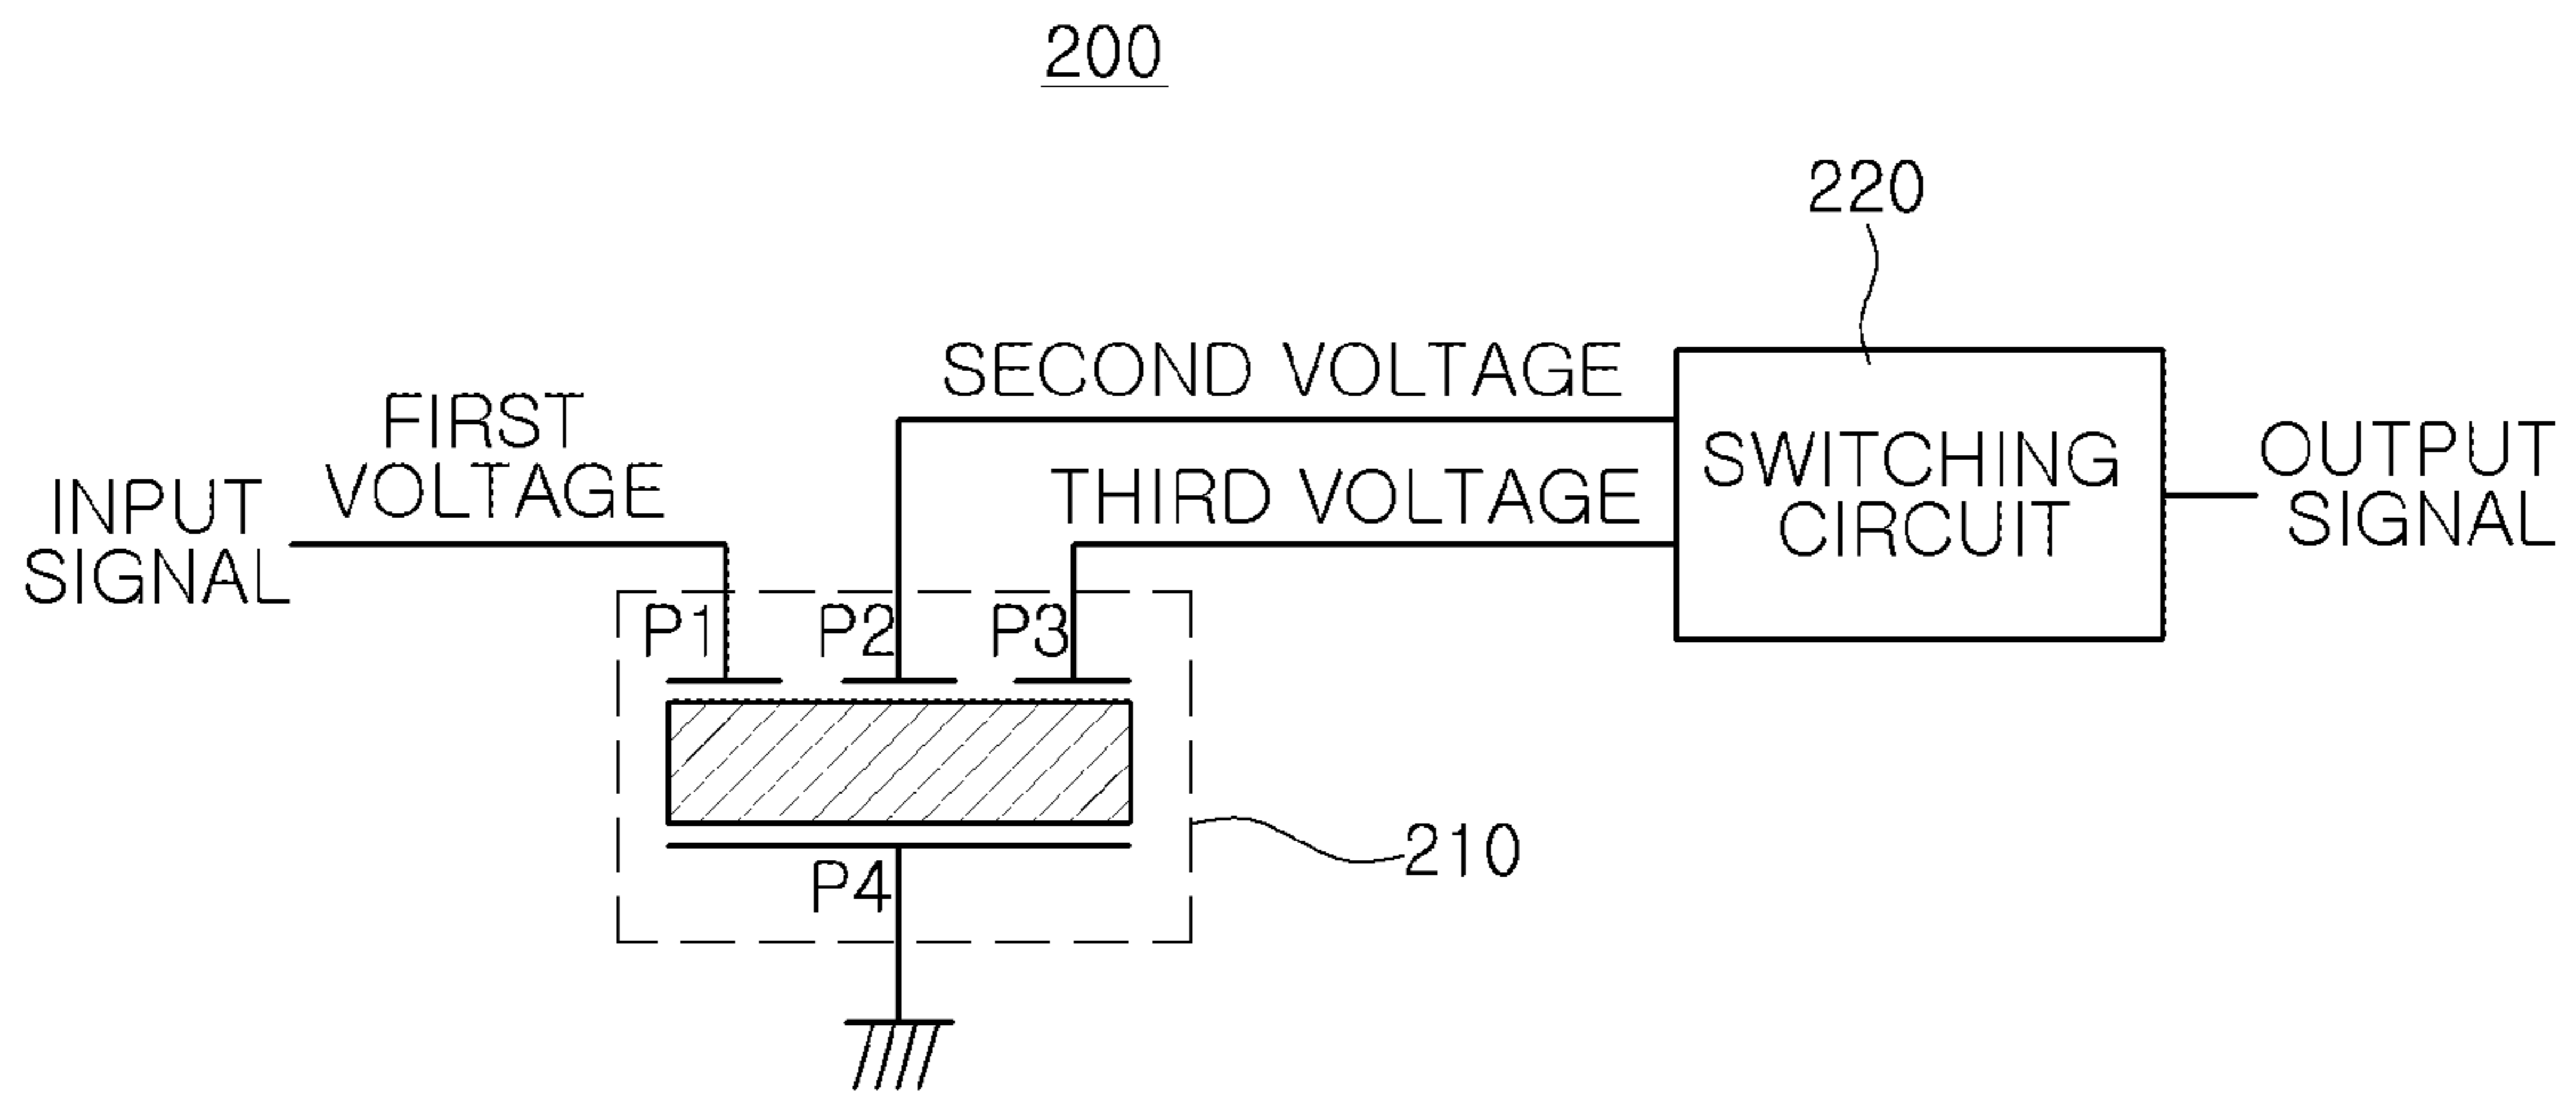 200
220
SECOND VOLTAGE
FIRST
VOLTAGE
INPUT
SIGNAL
THIRD VOLTAGE
SWITCHING
CIRCUIT
OUTPUT
SIGNAL
P1
P2
P3
210
P4